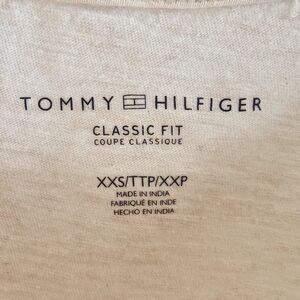 TOMMY HILFIGER
CLASSIC FIT
COUPE CLASSIQUE
XXS/TTP/XXP
MADE IN INDIA
FABRIQUÉ EN INDE
HECHO EN INDIA